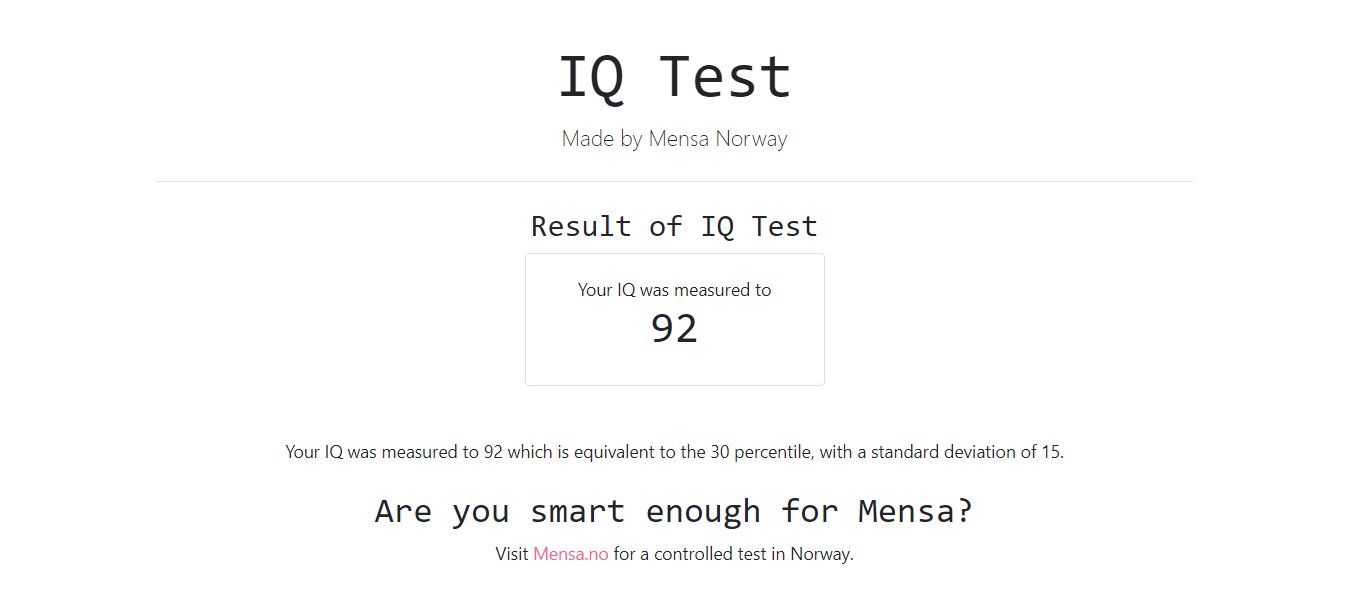 IQ Test
Made by Mensa Norway
Result of IQ Test
Your IQ was measured to
92
Your IQ was measured to 92 which is equivalent to the 30 percentile, with a standard deviation of 15.
Are you smart enough for Mensa?
Visit Mensa.no for a controlled test in Norway.